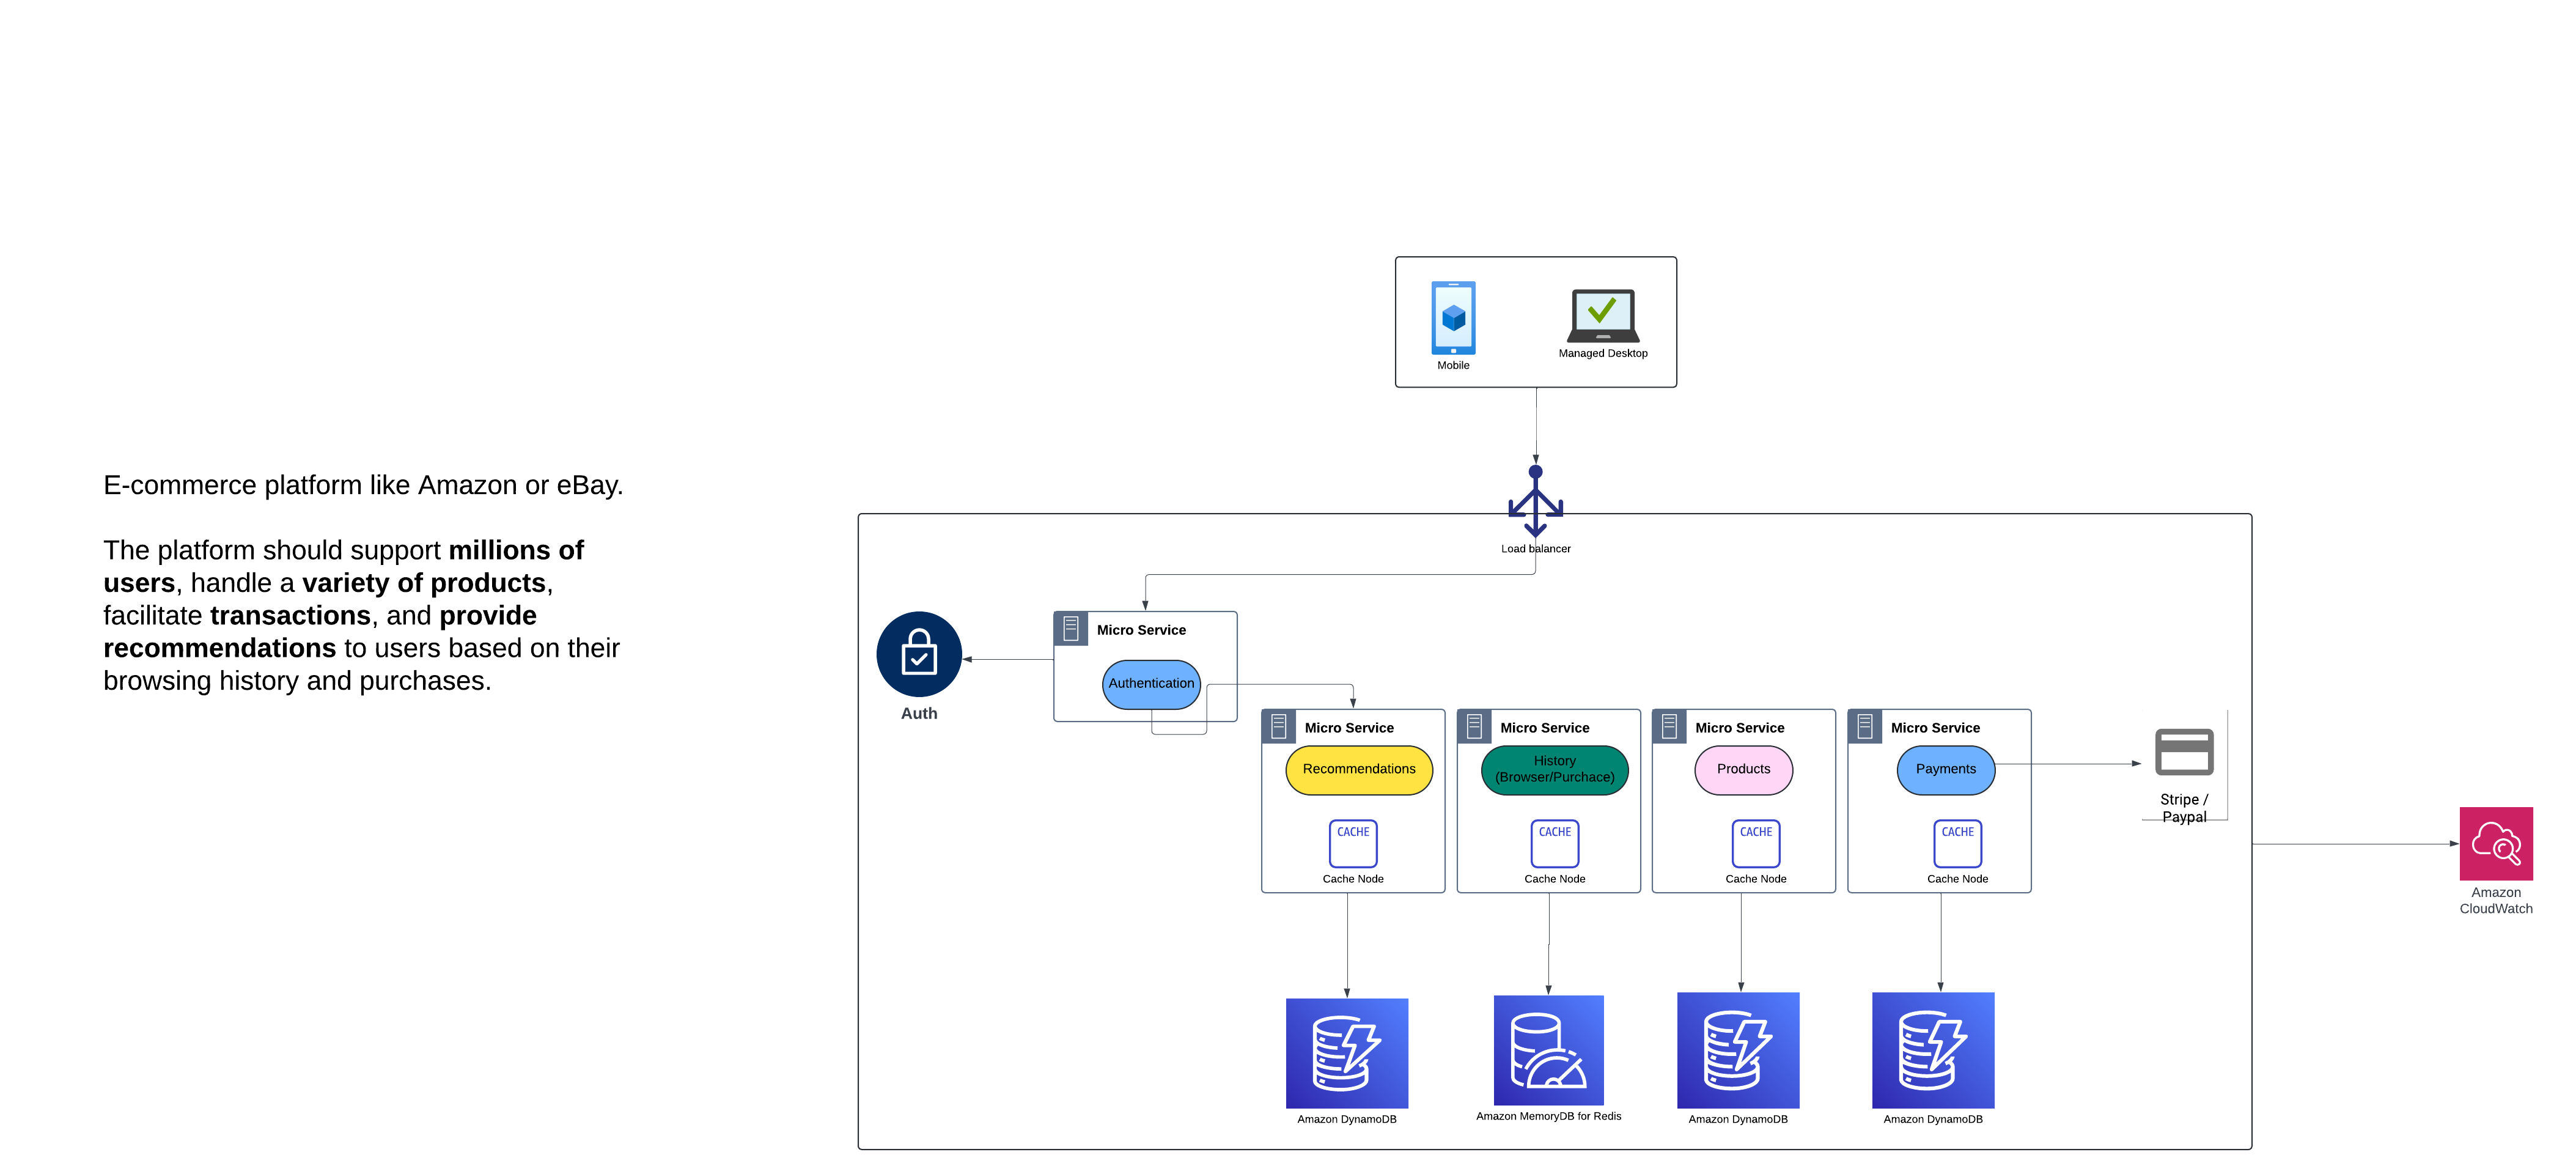 E-commerce platform like Amazon or eBay.
The platform should support millions of
users, handle a variety of products,
facilitate transactions, and provide
recommendations to users based on their
browsing history and purchases.
Mobile
Managed Desktop
Load balancer
Auth
Micro Service
Authentication
Micro Service
Recommendations
CACHE
Cache Node
Micro Service
History
(Browser/Purchace)
CACHE
Cache Node
Micro Service
Products
CACHE
Cache Node
Micro Service
Payments
CACHE
Cache Node
Stripe /
Paypal
Amazon
CloudWatch
Amazon DynamoDB
Amazon MemoryDB for Redis
Amazon DynamoDB
Amazon DynamoDB